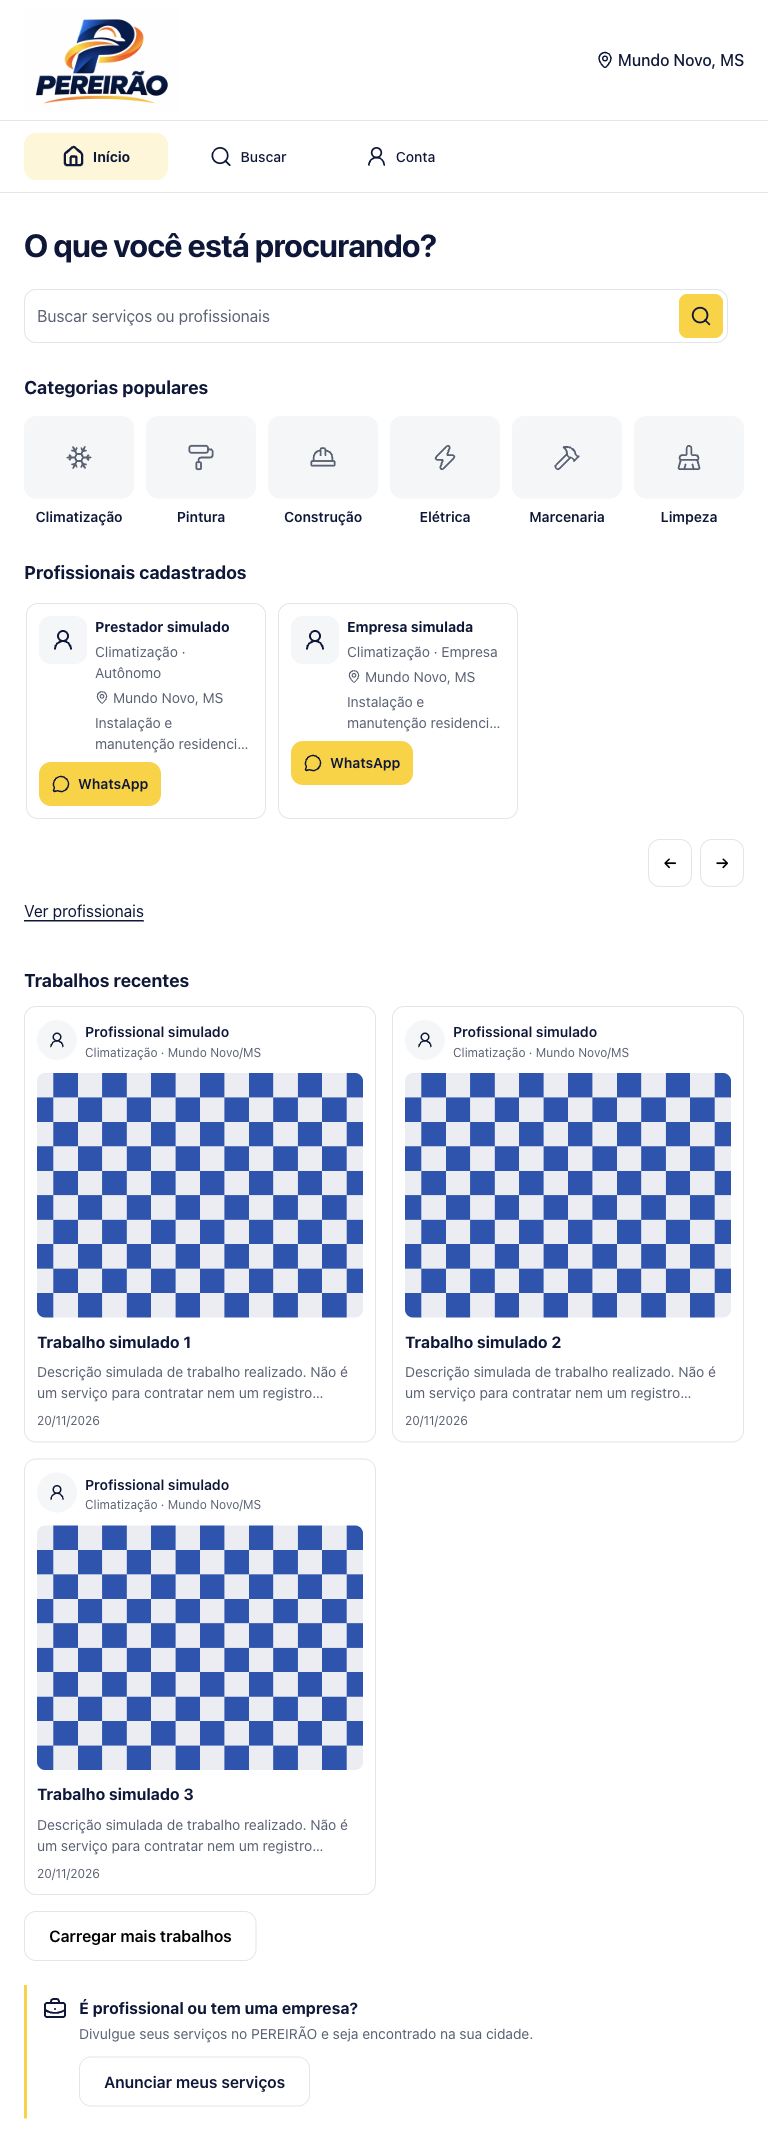 PEREIRÃO
Mundo Novo, MS
Início
Buscar
Conta
O que você está procurando?
Buscar serviços ou profissionais
Categorias populares
Climatização
Pintura
Construção
Elétrica
Marcenaria
Limpeza
Profissionais cadastrados
Prestador simulado
Climatização ·
Autônomo
Mundo Novo, MS
Instalação e
manutenção residenci...
WhatsApp
Empresa simulada
Climatização · Empresa
Mundo Novo, MS
Instalação e
manutenção residenci...
WhatsApp
Ver profissionais
Trabalhos recentes
Profissional simulado
Climatização · Mundo Novo/MS
Trabalho simulado 1
Descrição simulada de trabalho realizado. Não é
um serviço para contratar nem um registro...
20/11/2026
Profissional simulado
Climatização · Mundo Novo/MS
Trabalho simulado 2
Descrição simulada de trabalho realizado. Não é
um serviço para contratar nem um registro...
20/11/2026
Profissional simulado
Climatização · Mundo Novo/MS
Trabalho simulado 3
Descrição simulada de trabalho realizado. Não é
um serviço para contratar nem um registro...
20/11/2026
Carregar mais trabalhos
É profissional ou tem uma empresa?
Divulgue seus serviços no PEREIRÃO e seja encontrado na sua cidade.
Anunciar meus serviços